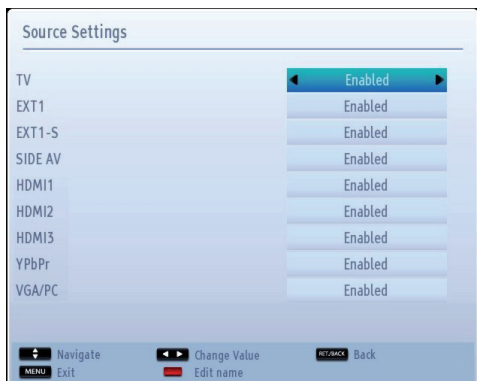 Source Settings
TV Enabled
EXT1 Enabled
EXT1-S Enabled
SIDE AV Enabled
HDMI1 Enabled
HDMI2 Enabled
HDMI3 Enabled
YPbPr Enabled
VGA/PC Enabled
Navigate Change Value RET./BACK Back
MENU Exit Edit name